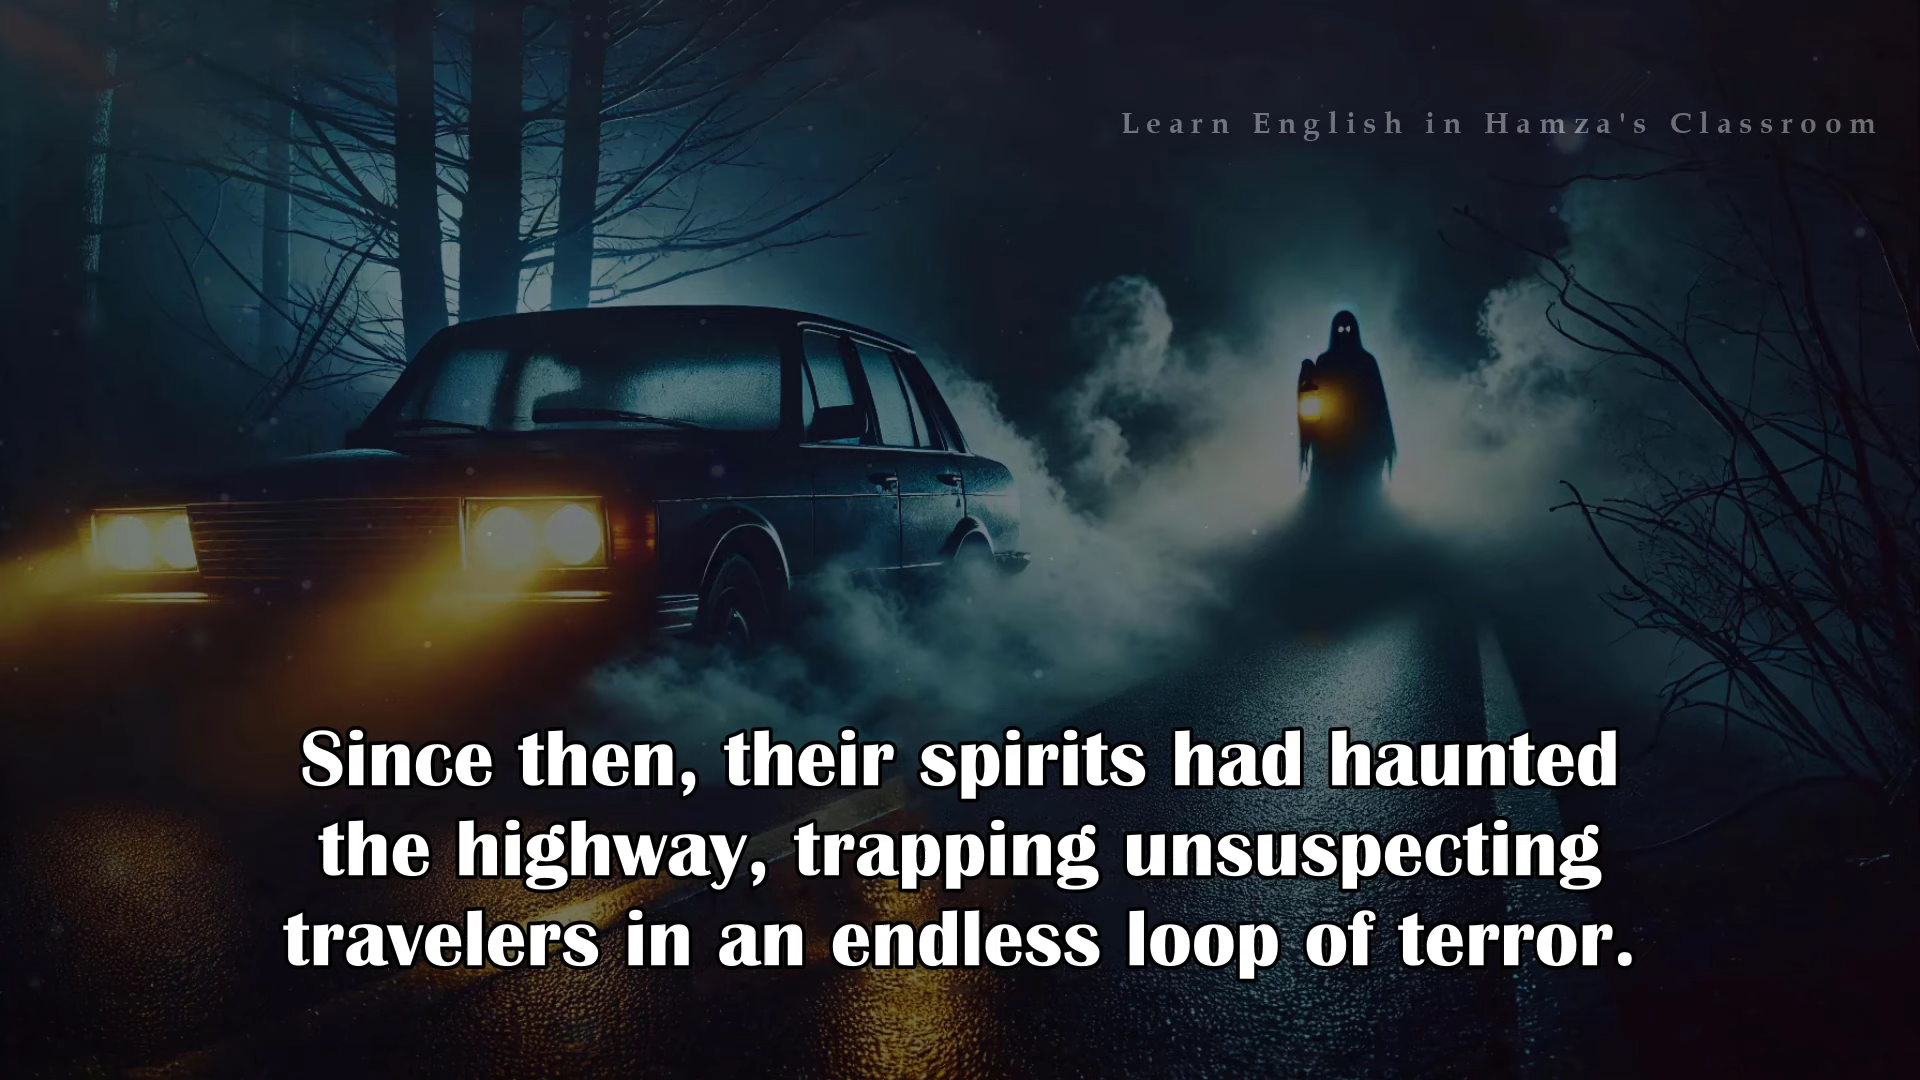 Learn English in Hamza's Classroom
Since then, their spirits had haunted
the highway, trapping unsuspecting
travelers in an endless loop of terror.